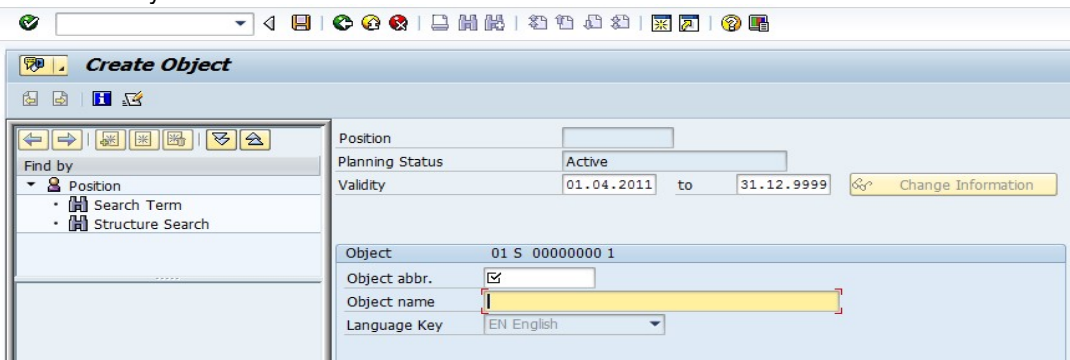 Create Object
Find by
Position
Search Term
Structure Search
Position
Planning Status Active
Validity 01.04.2011 to 31.12.9999 Change Information
Object 01 S 00000000 1
Object abbr.
Object name
Language Key EN English